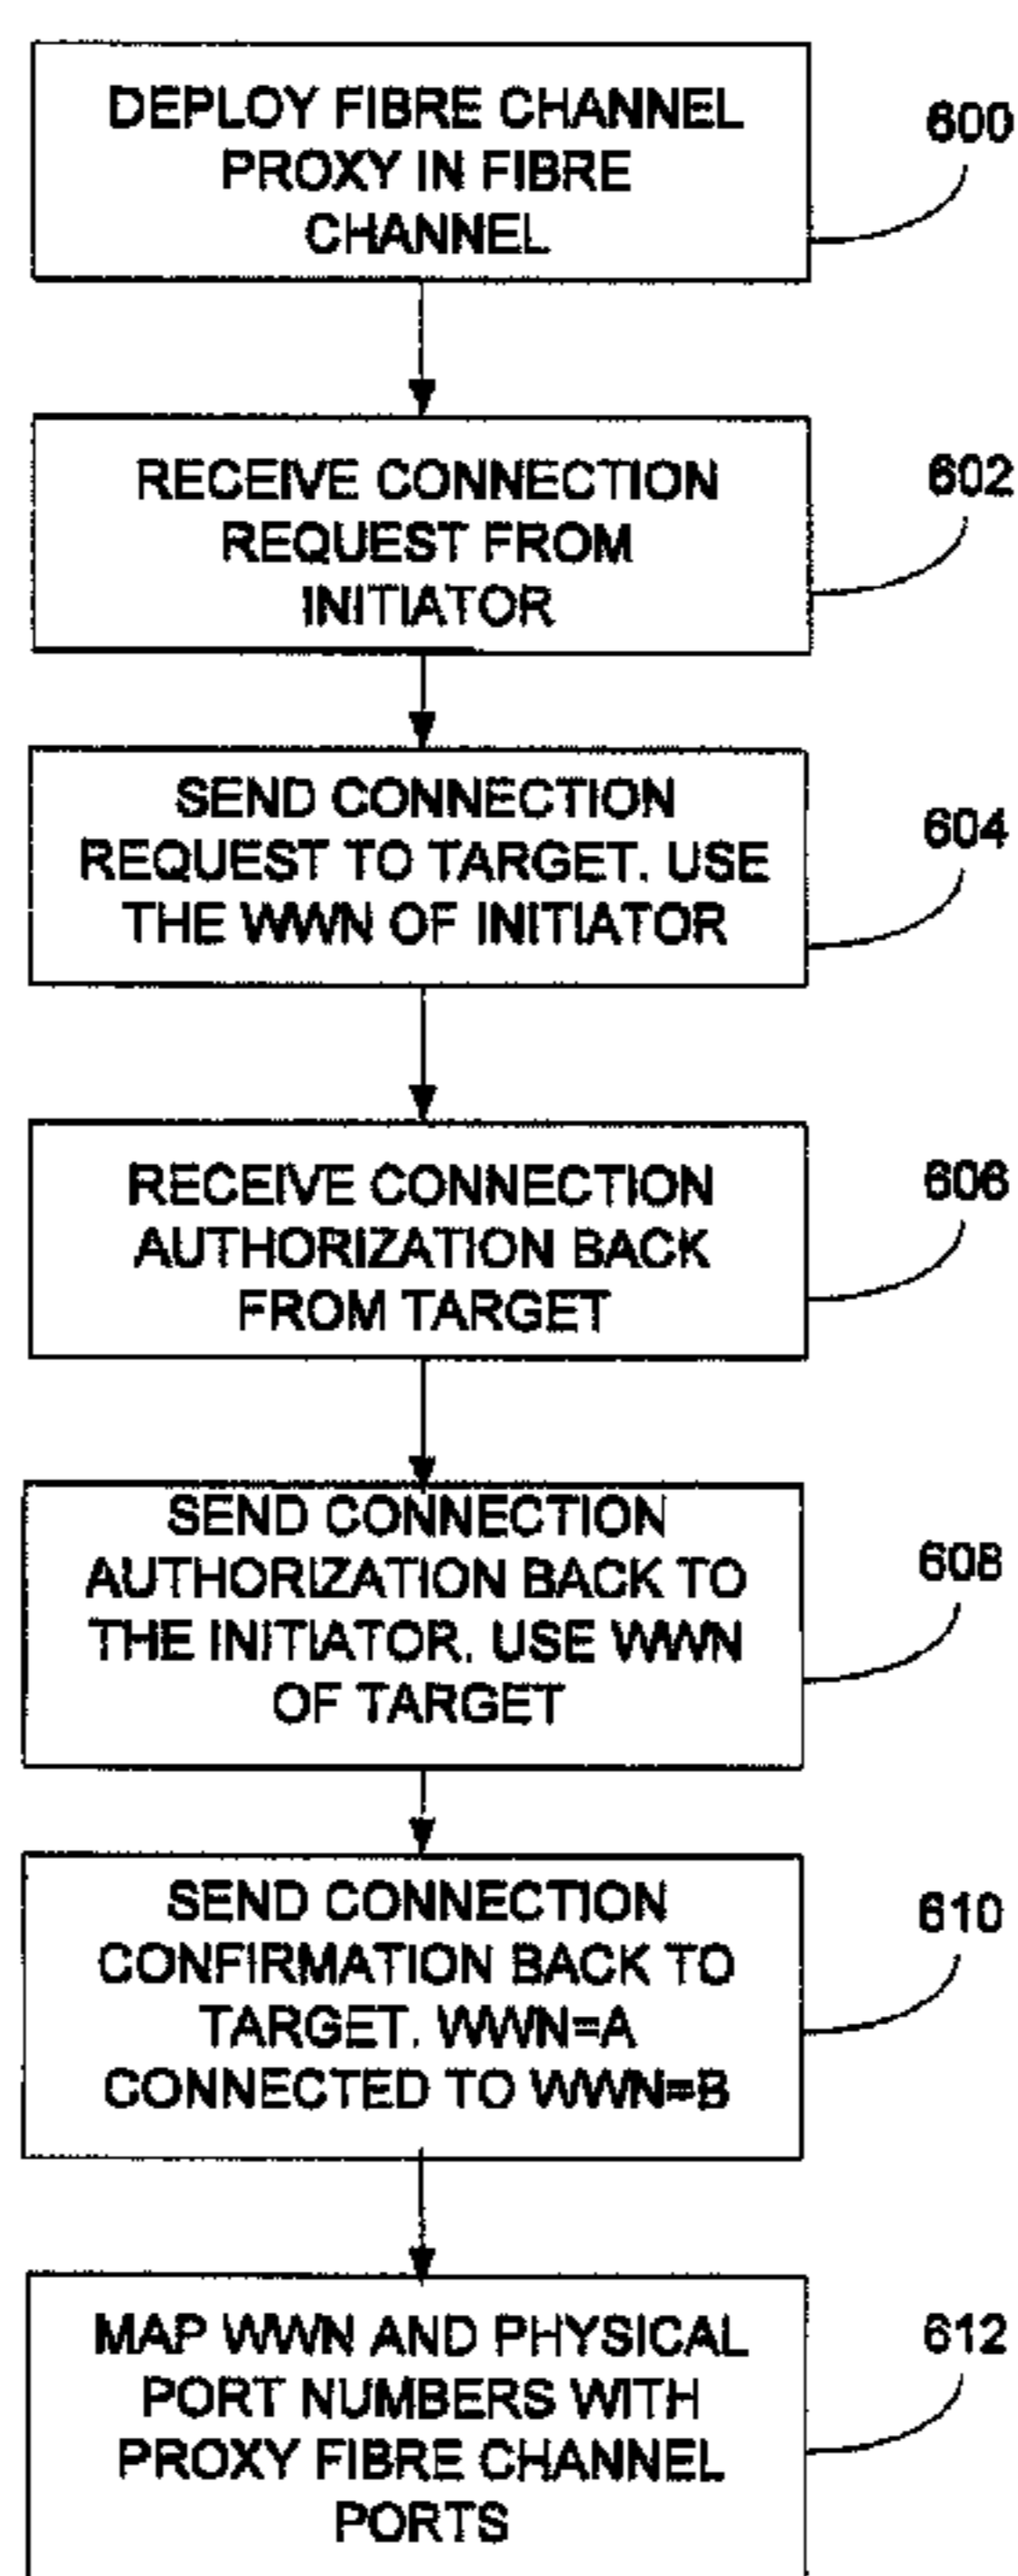 DEPLOY FIBRE CHANNEL
PROXY IN FIBRE
CHANNEL
600
RECEIVE CONNECTION
REQUEST FROM
INITIATOR
602
SEND CONNECTION
REQUEST TO TARGET. USE
THE WWN OF INITIATOR
604
RECEIVE CONNECTION
AUTHORIZATION BACK
FROM TARGET
606
SEND CONNECTION
AUTHORIZATION BACK TO
THE INITIATOR. USE WWN
OF TARGET
608
SEND CONNECTION
CONFIRMATION BACK TO
TARGET. WWN=A
CONNECTED TO WWN=B
610
MAP WWN AND PHYSICAL
PORT NUMBERS WITH
PROXY FIBRE CHANNEL
PORTS
612